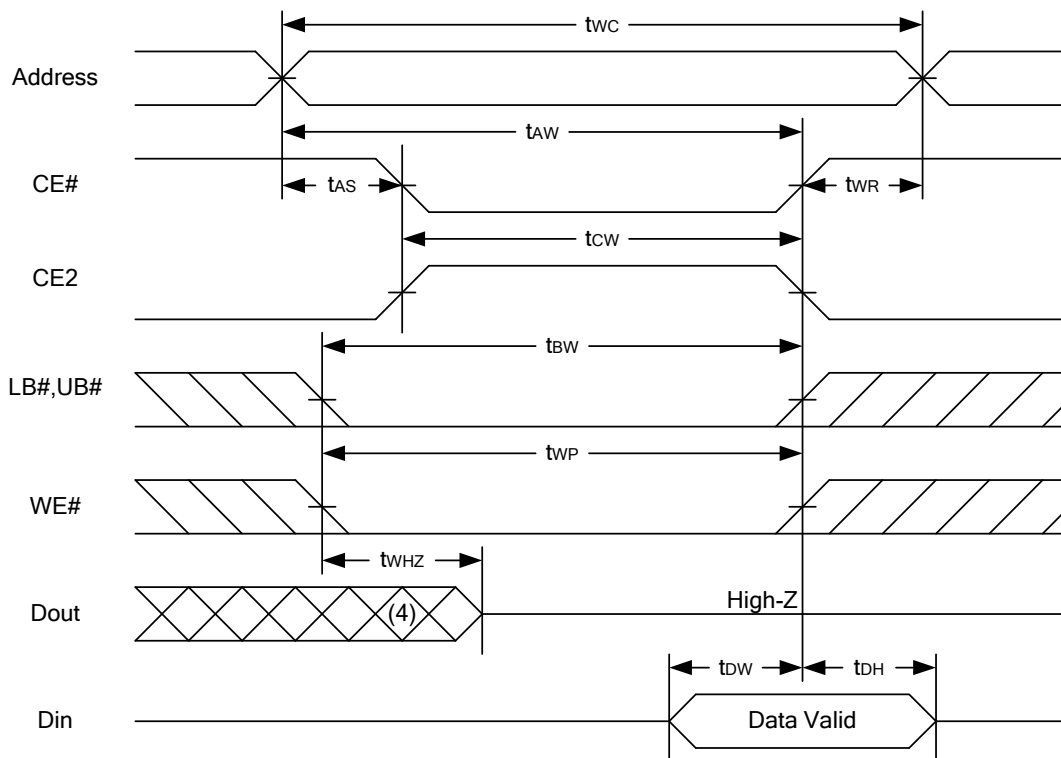 tWC
Address
tAW
CE#
tAS
tWR
tCW
CE2
tBW
LB#,UB#
tWP
WE#
tWHZ
Dout
(4)
High-Z
tDW
tDH
Din
Data Valid